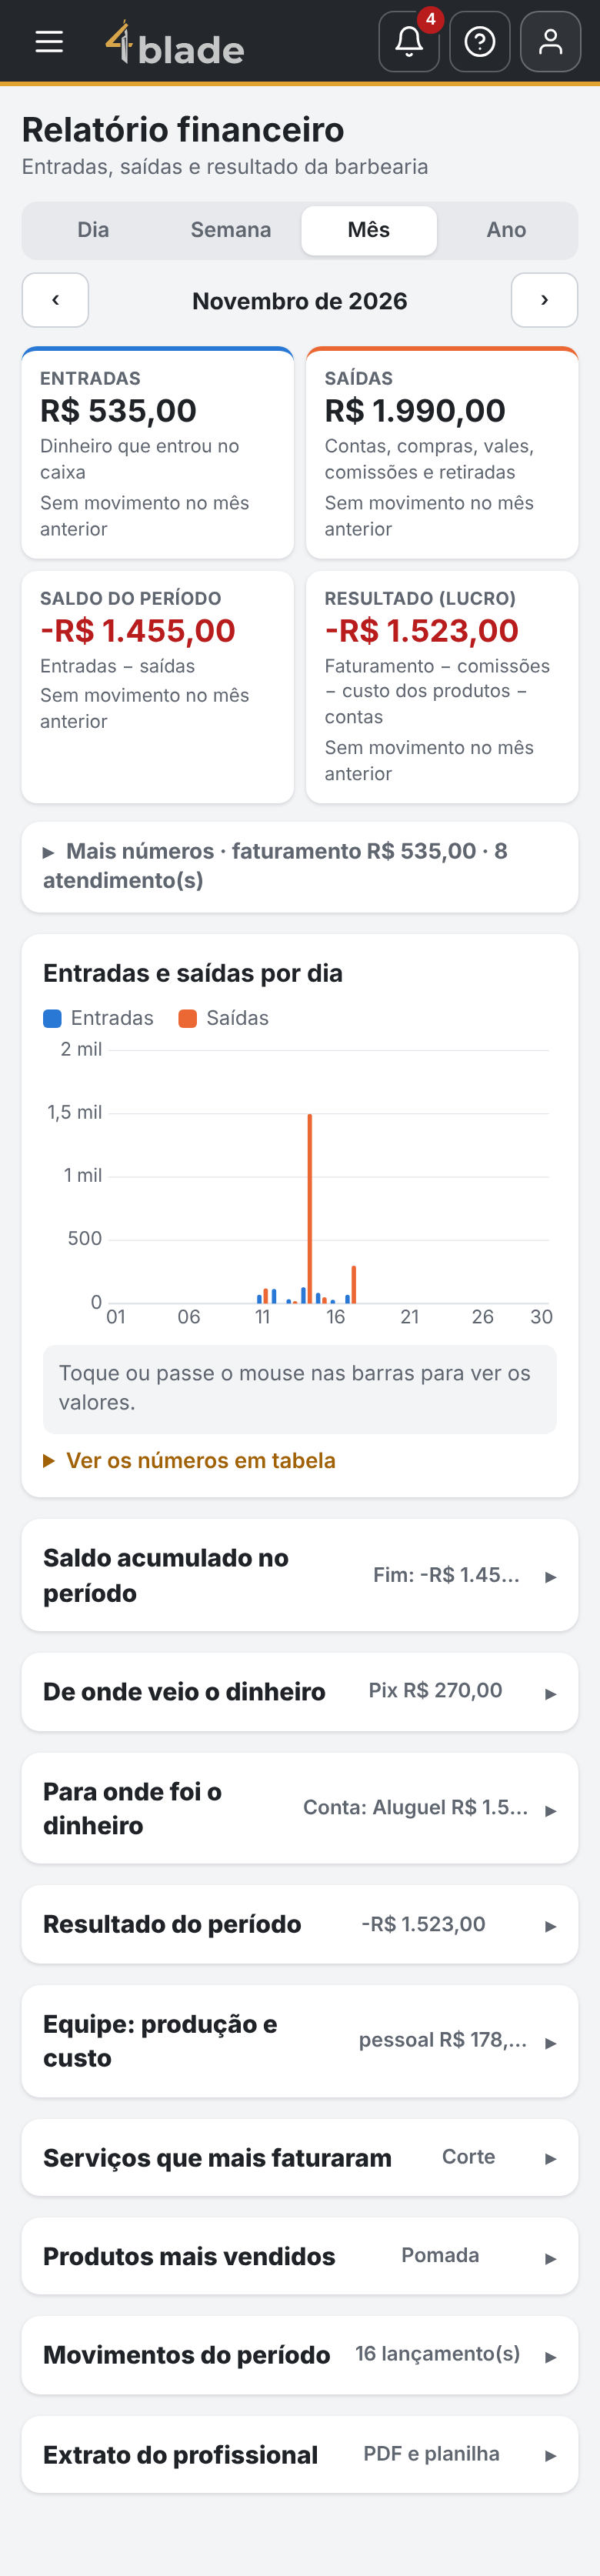 4blade
4
Relatório financeiro
Entradas, saídas e resultado da barbearia
Dia Semana Mês Ano
‹ Novembro de 2026 ›
ENTRADAS
R$ 535,00
Dinheiro que entrou no
caixa
Sem movimento no mês
anterior
SAÍDAS
R$ 1.990,00
Contas, compras, vales,
comissões e retiradas
Sem movimento no mês
anterior
SALDO DO PERÍODO
-R$ 1.455,00
Entradas − saídas
Sem movimento no mês
anterior
RESULTADO (LUCRO)
-R$ 1.523,00
Faturamento − comissões
− custo dos produtos −
contas
Sem movimento no mês
anterior
▸ Mais números · faturamento R$ 535,00 · 8
atendimento(s)
Entradas e saídas por dia
Entradas Saídas
2 mil
1,5 mil
1 mil
500
0
01 06 11 16 21 26 30
Toque ou passe o mouse nas barras para ver os
valores.
▶ Ver os números em tabela
Saldo acumulado no
período
Fim: -R$ 1.45... ▸
De onde veio o dinheiro Pix R$ 270,00 ▸
Para onde foi o
dinheiro
Conta: Aluguel R$ 1.5... ▸
Resultado do período -R$ 1.523,00 ▸
Equipe: produção e
custo
pessoal R$ 178,... ▸
Serviços que mais faturaram Corte ▸
Produtos mais vendidos Pomada ▸
Movimentos do período 16 lançamento(s) ▸
Extrato do profissional PDF e planilha ▸